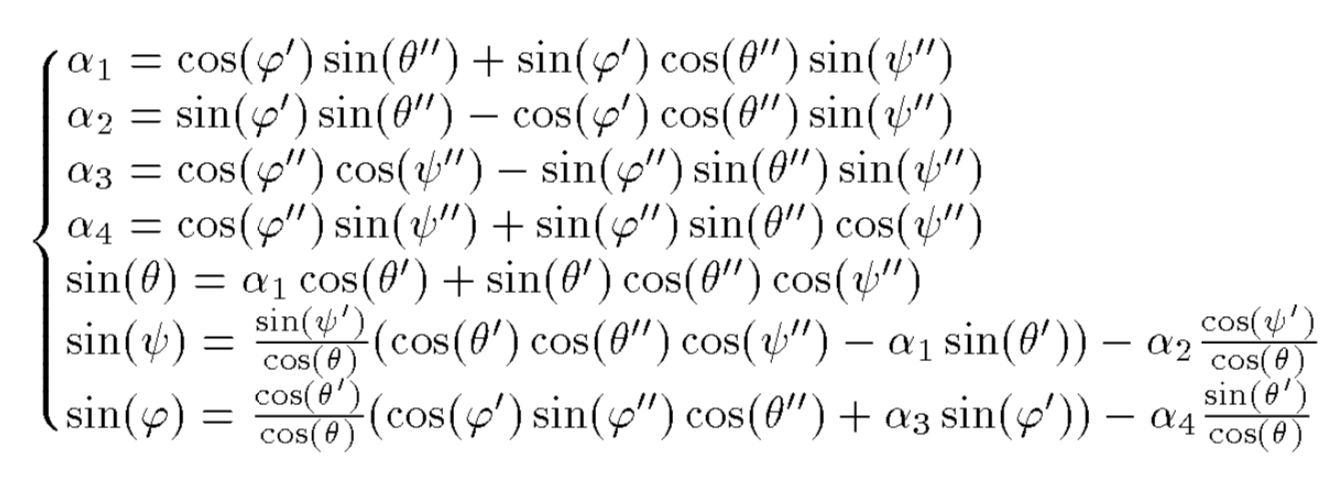 α₁ = cos(φ′) sin(θ″) + sin(φ′) cos(θ″) sin(ψ″)
α₂ = sin(φ′) sin(θ″) − cos(φ′) cos(θ″) sin(ψ″)
α₃ = cos(φ″) cos(ψ″) − sin(φ″) sin(θ″) sin(ψ″)
α₄ = cos(φ″) sin(ψ″) + sin(φ″) sin(θ″) cos(ψ″)
sin(θ) = α₁ cos(θ′) + sin(θ′) cos(θ″) cos(ψ″)
sin(ψ) = sin(ψ′)/cos(θ) (cos(θ′) cos(θ″) cos(ψ″) − α₁ sin(θ′)) − α₂ cos(ψ′)/cos(θ)
sin(φ) = cos(θ′)/cos(θ) (cos(φ′) sin(φ″) cos(θ″) + α₃ sin(φ′)) − α₄ sin(θ′)/cos(θ)